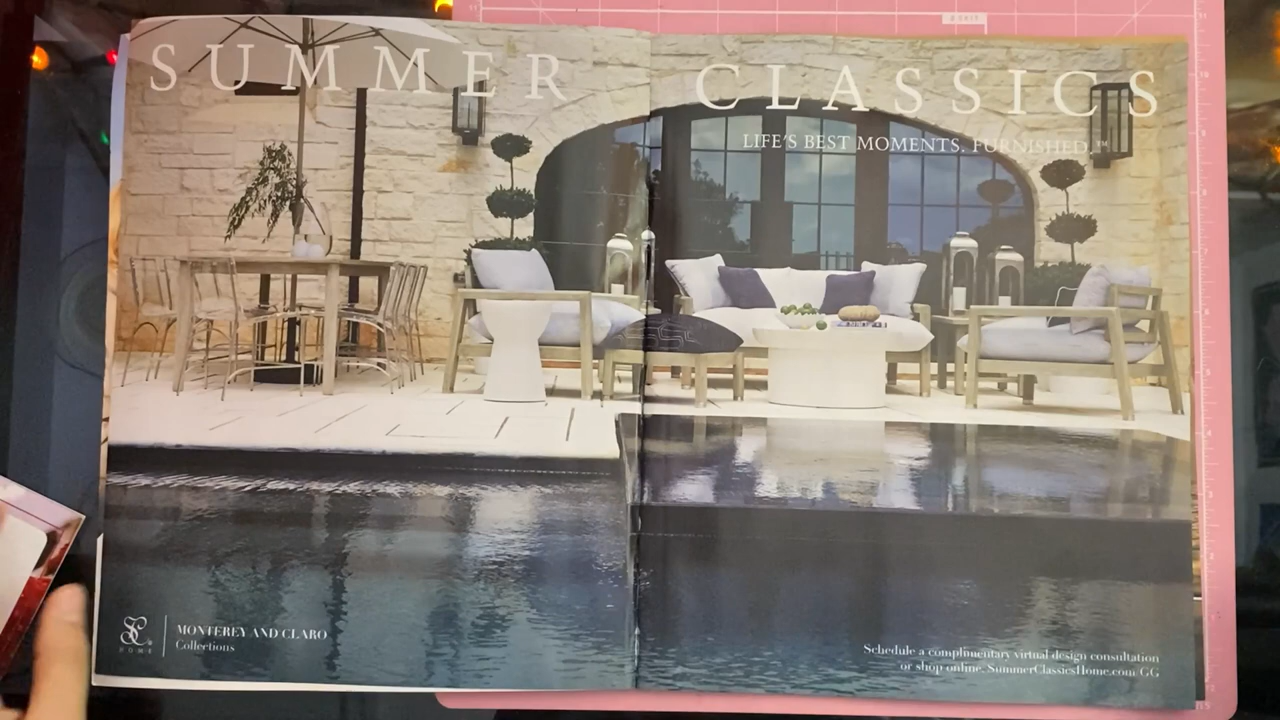 SUMMER CLASSICS
LIFE'S BEST MOMENTS. FURNISHED.™
SC®
HOME
MONTEREY AND CLARO
Collections
Schedule a complimentary virtual design consultation
or shop online. SummerClassicsHome.com/GG